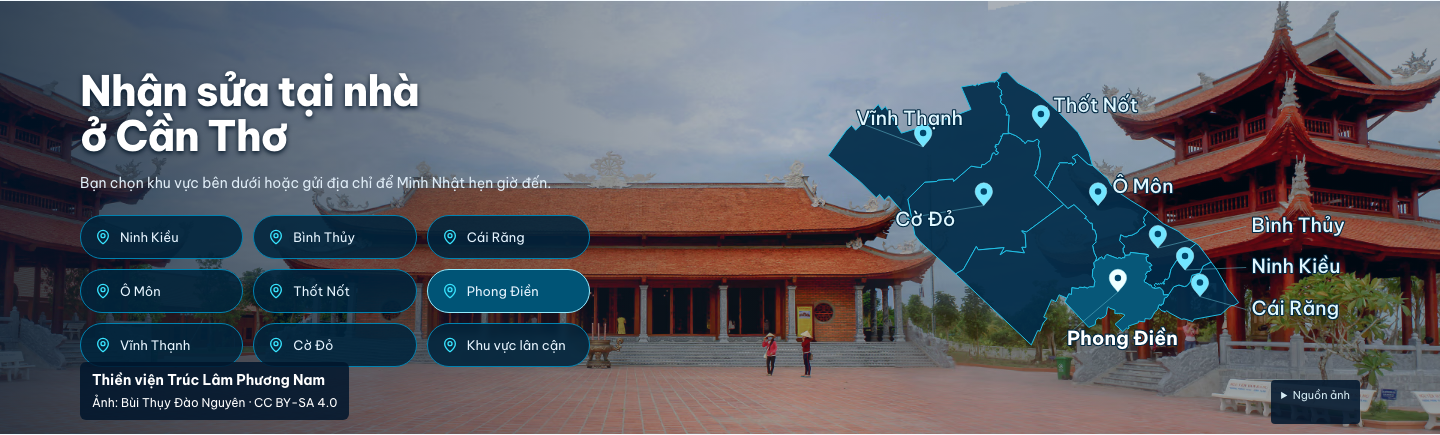 Nhận sửa tại nhà
ở Cần Thơ
Bạn chọn khu vực bên dưới hoặc gửi địa chỉ để Minh Nhật hẹn giờ đến.
Ninh Kiều
Bình Thủy
Cái Răng
Ô Môn
Thốt Nốt
Phong Điền
Vĩnh Thạnh
Cờ Đỏ
Khu vực lân cận
Thiền viện Trúc Lâm Phương Nam
Ảnh: Bùi Thụy Đào Nguyên · CC BY-SA 4.0
Vĩnh Thạnh
Thốt Nốt
Ô Môn
Cờ Đỏ
Bình Thủy
Ninh Kiều
Cái Răng
Phong Điền
▶ Nguồn ảnh